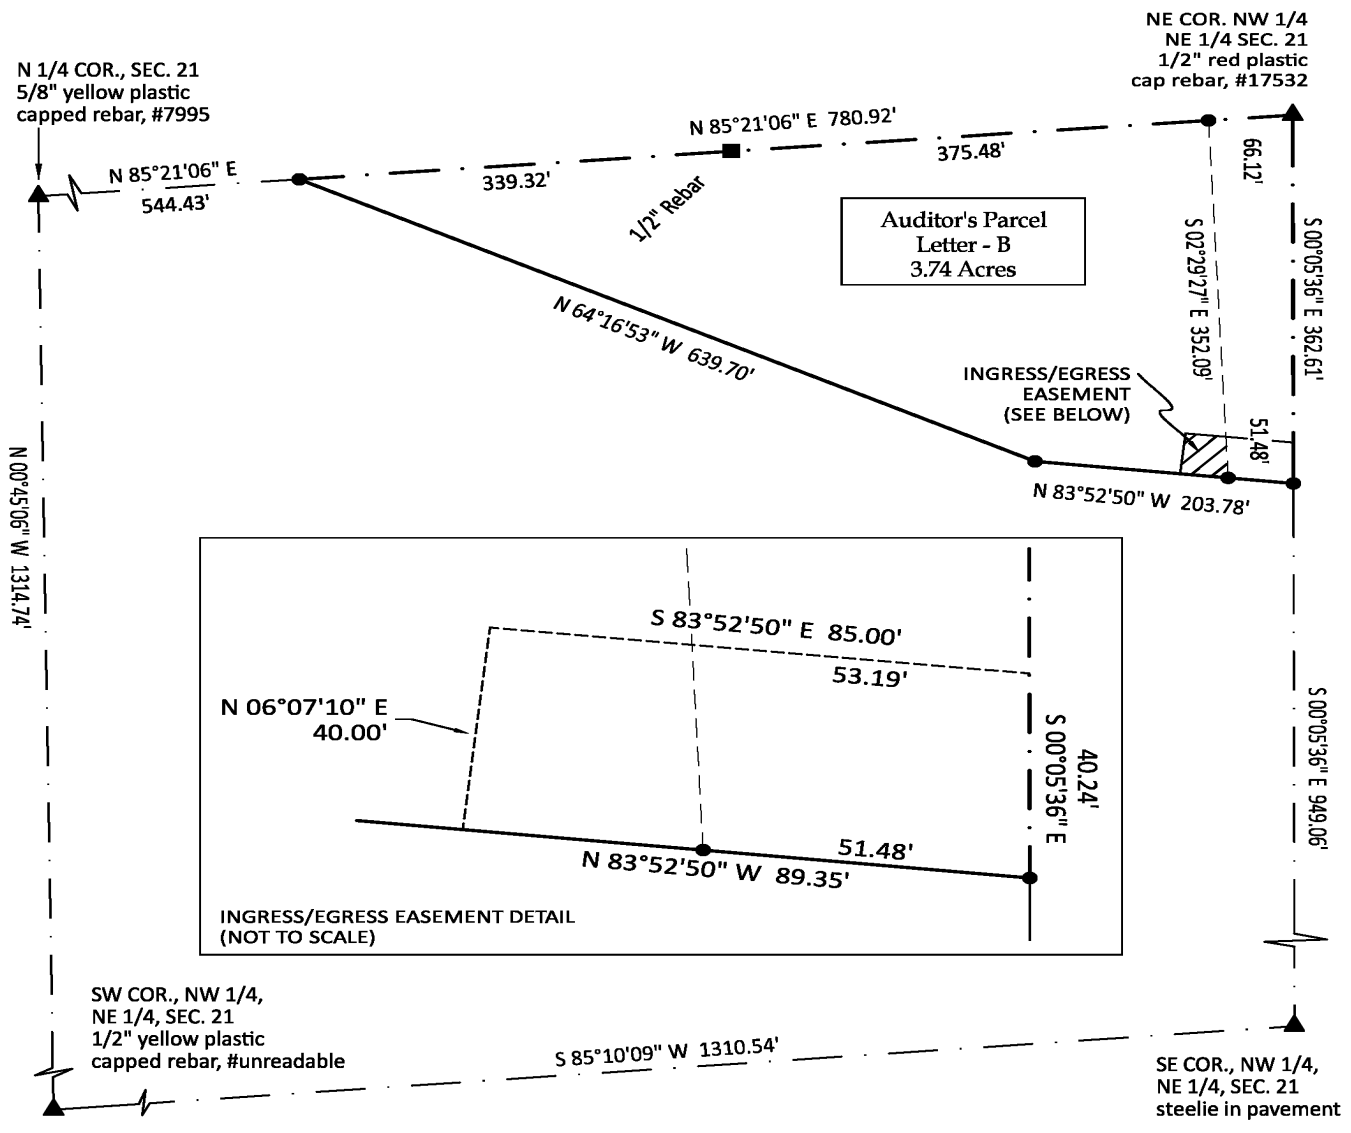 NE COR. NW 1/4
NE 1/4 SEC. 21
1/2" red plastic
cap rebar, #17532
N 1/4 COR., SEC. 21
5/8" yellow plastic
capped rebar, #7995
N 85°21'06" E 780.92'
N 85°21'06" E
544.43'
339.32'
375.48'
66.12'
1/2" Rebar
Auditor's Parcel
Letter - B
3.74 Acres
S 02°29'27" E 352.09'
S 00°05'36" E 362.61'
N 64°16'53" W 639.70'
INGRESS/EGRESS
EASEMENT
(SEE BELOW)
51.48'
N 83°52'50" W 203.78'
N 00°45'06" W 1314.74'
S 83°52'50" E 85.00'
53.19'
N 06°07'10" E
40.00'
S 00°05'36" E
40.24'
51.48'
N 83°52'50" W 89.35'
INGRESS/EGRESS EASEMENT DETAIL
(NOT TO SCALE)
S 00°05'36" E 949.06'
SW COR., NW 1/4,
NE 1/4, SEC. 21
1/2" yellow plastic
capped rebar, #unreadable
S 85°10'09" W 1310.54'
SE COR., NW 1/4,
NE 1/4, SEC. 21
steelie in pavement